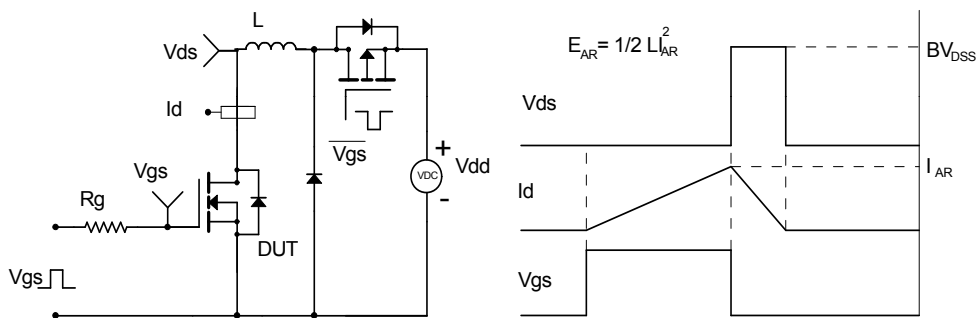 L
Vds
Id
Vgs
Rg
DUT
Vgs
Vgs
+
VDC
-
Vdd
E_AR = 1/2 LI_AR^2
Vds
BV_DSS
Id
I_AR
Vgs